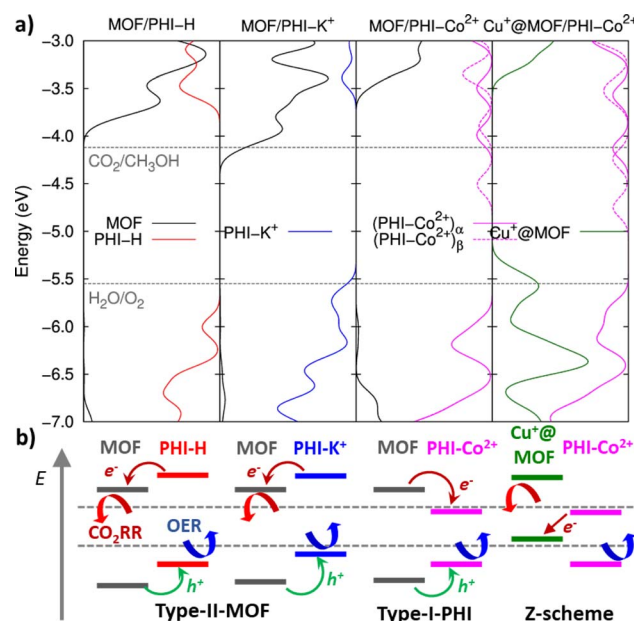 a)
MOF/PHI-H MOF/PHI-K⁺ MOF/PHI-Co²⁺ Cu⁺@MOF/PHI-Co²⁺
-3.0
-3.5
-4.0
CO₂/CH₃OH
-4.5
MOF
PHI-H
PHI-K⁺
(PHI-Co²⁺)α
(PHI-Co²⁺)β
Cu⁺@MOF
-5.0
-5.5
H₂O/O₂
-6.0
-6.5
-7.0
Energy (eV)
b)
E
MOF PHI-H MOF PHI-K⁺ MOF PHI-Co²⁺ Cu⁺@ PHI-Co²⁺
MOF
e⁻ e⁻ e⁻ e⁻
CO₂RR OER
h⁺ h⁺ h⁺
Type-II-MOF Type-I-PHI Z-scheme